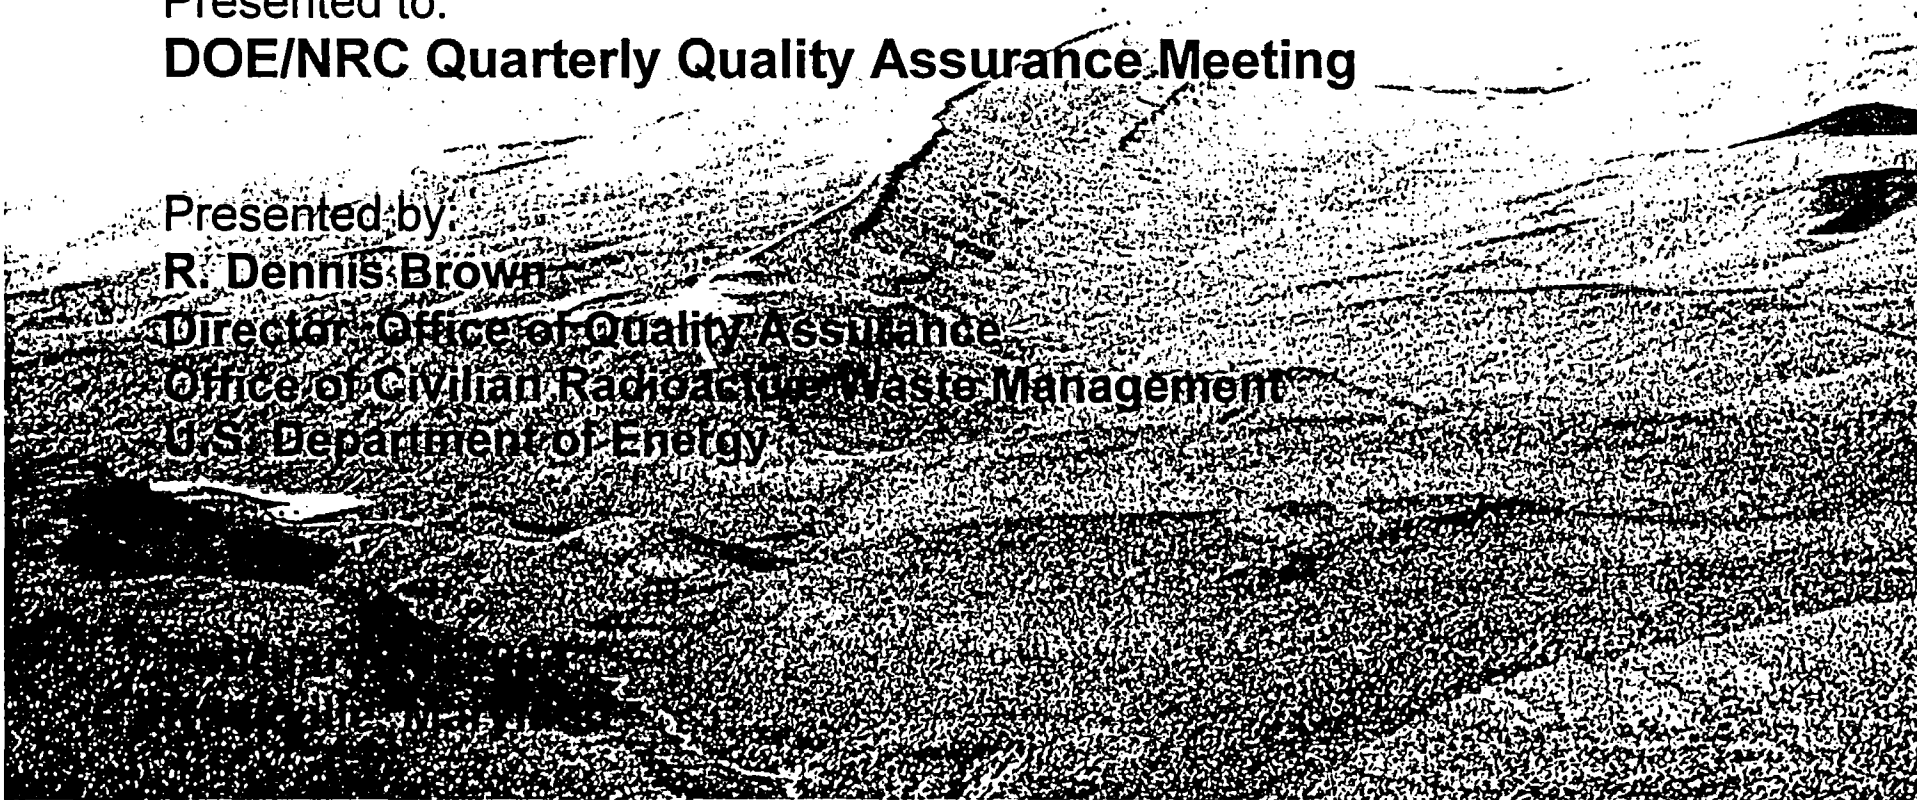 Presented to:
DOE/NRC Quarterly Quality Assurance Meeting
Presented by:
R. Dennis Brown
Director, Office of Quality Assurance
Office of Civilian Radioactive Waste Management
U.S. Department of Energy